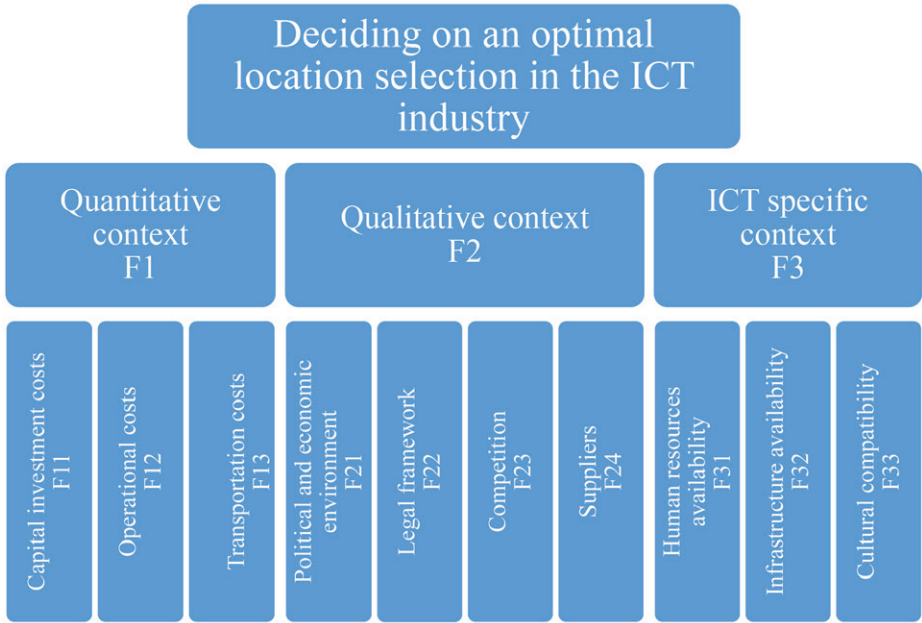 Deciding on an optimal
location selection in the ICT
industry
Quantitative
context
F1
Qualitative context
F2
ICT specific
context
F3
Capital investment costs
F11
Operational costs
F12
Transportation costs
F13
Political and economic
environment
F21
Legal framework
F22
Competition
F23
Suppliers
F24
Human resources
availability
F31
Infrastructure availability
F32
Cultural compatibility
F33